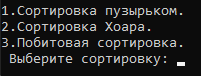 1.Сортировка пузырьком.
2.Сортировка Хоара.
3.Побитовая сортировка.
Выберите сортировку: